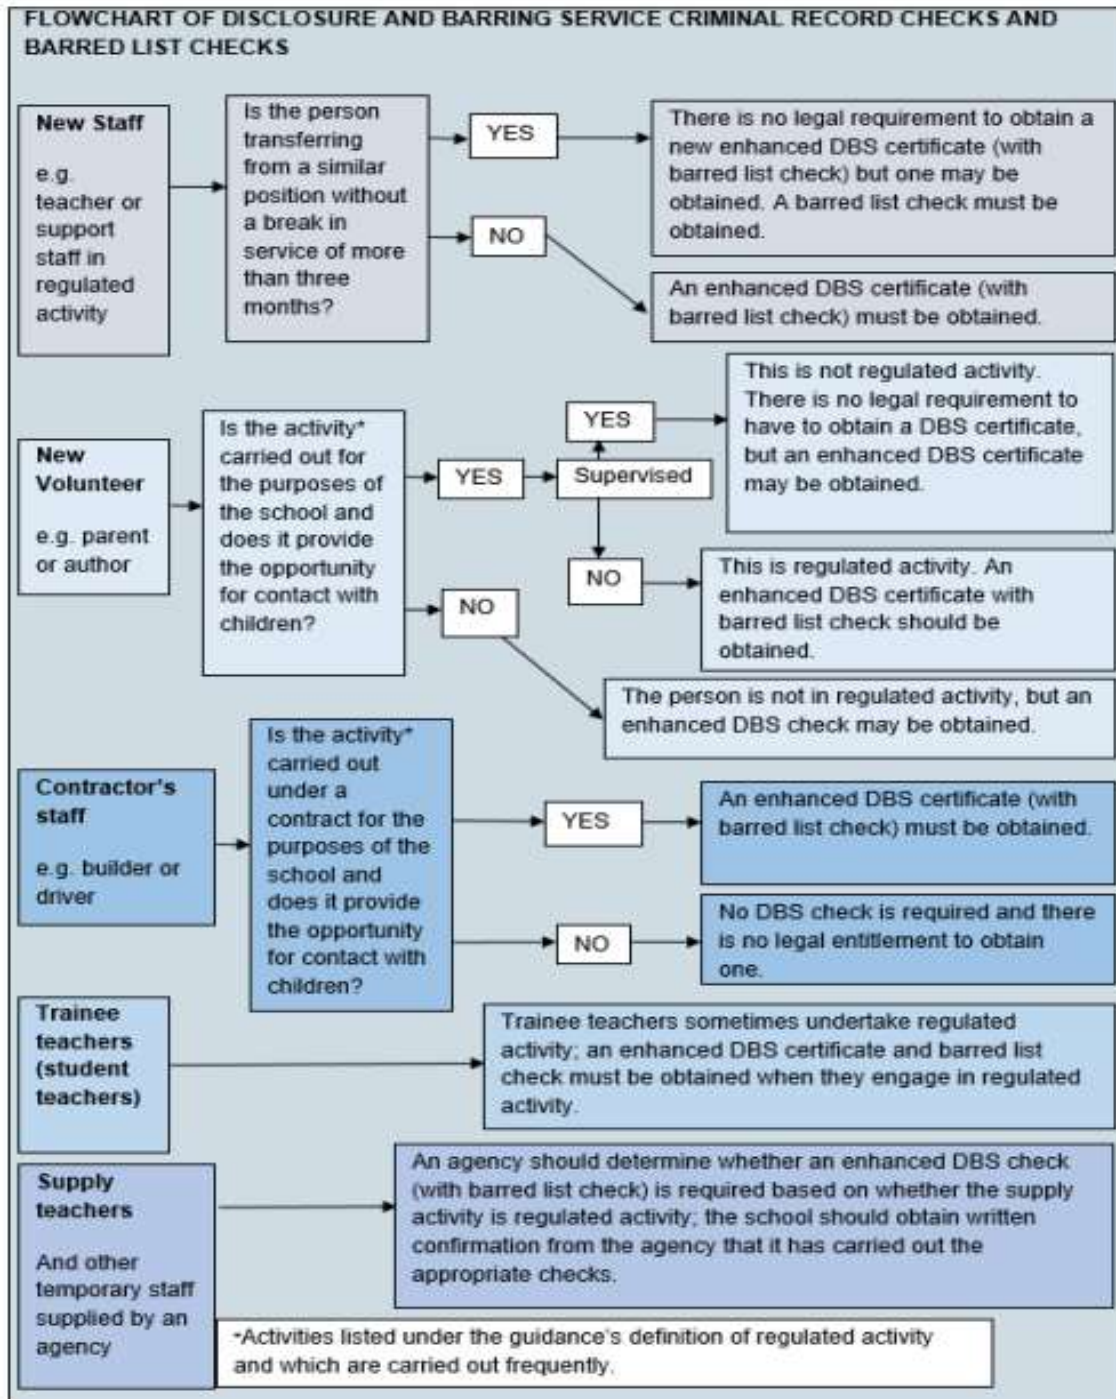 FLOWCHART OF DISCLOSURE AND BARRING SERVICE CRIMINAL RECORD CHECKS AND
BARRED LIST CHECKS
New Staff
e.g.
teacher or
support
staff in
regulated
activity
Is the person
transferring
from a similar
position without
a break in
service of more
than three
months?
YES
NO
There is no legal requirement to obtain a
new enhanced DBS certificate (with
barred list check) but one may be
obtained. A barred list check must be
obtained.
An enhanced DBS certificate (with
barred list check) must be obtained.
New
Volunteer
e.g. parent
or author
Is the activity*
carried out for
the purposes of
the school and
does it provide
the opportunity
for contact with
children?
YES
NO
YES
Supervised
NO
This is not regulated activity.
There is no legal requirement to
have to obtain a DBS certificate,
but an enhanced DBS certificate
may be obtained.
This is regulated activity. An
enhanced DBS certificate with
barred list check should be
obtained.
The person is not in regulated activity, but an
enhanced DBS check may be obtained.
Contractor's
staff
e.g. builder or
driver
Is the activity*
carried out
under a
contract for the
purposes of the
school and
does it provide
the opportunity
for contact with
children?
YES
NO
An enhanced DBS certificate (with
barred list check) must be obtained.
No DBS check is required and there
is no legal entitlement to obtain
one.
Trainee
teachers
(student
teachers)
Trainee teachers sometimes undertake regulated
activity; an enhanced DBS certificate and barred list
check must be obtained when they engage in regulated
activity.
Supply
teachers
And other
temporary staff
supplied by an
agency
An agency should determine whether an enhanced DBS check
(with barred list check) is required based on whether the supply
activity is regulated activity; the school should obtain written
confirmation from the agency that it has carried out the
appropriate checks.
*Activities listed under the guidance's definition of regulated activity
and which are carried out frequently.